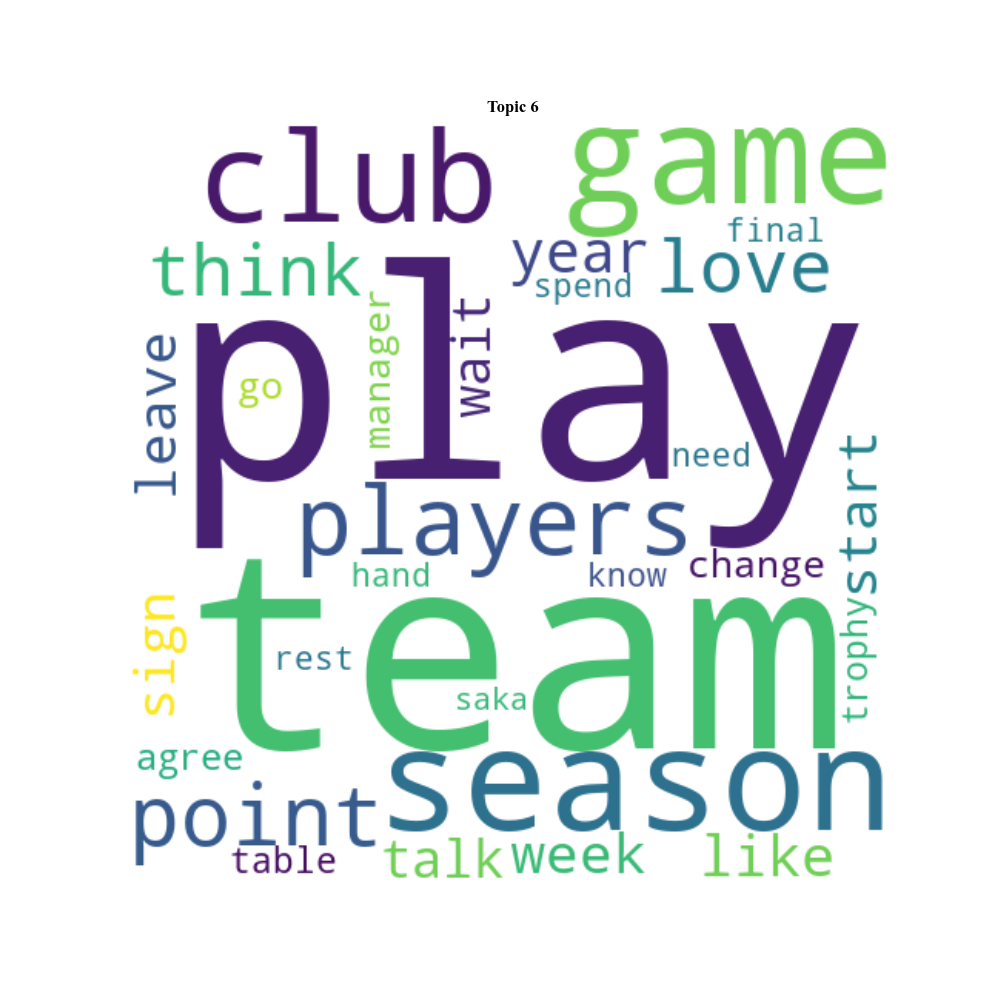 Topic 6
club
game
final
think
year
love
spend
play
leave
go
manager
wait
need
players
start
hand
know
change
team
sign
rest
saka
trophy
agree
season
point
table
talk
week
like